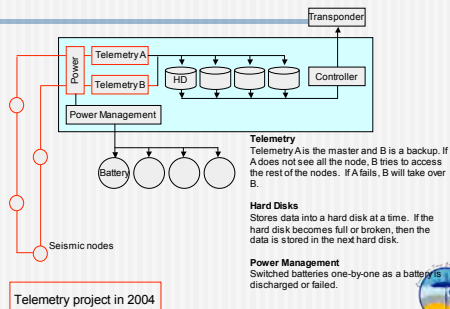 Transponder
Power
Telemetry A
Telemetry B
HD
Controller
Power Management
Battery
Seismic nodes
Telemetry project in 2004
Telemetry
Telemetry A is the master and B is a backup. If
A does not see all the node, B tries to access
the rest of the nodes. If A fails, B will take over
B.
Hard Disks
Stores data into a hard disk at a time. If the
hard disk becomes full or broken, then the
data is stored in the next hard disk.
Power Management
Switched batteries one-by-one as a battery is
discharged or failed.